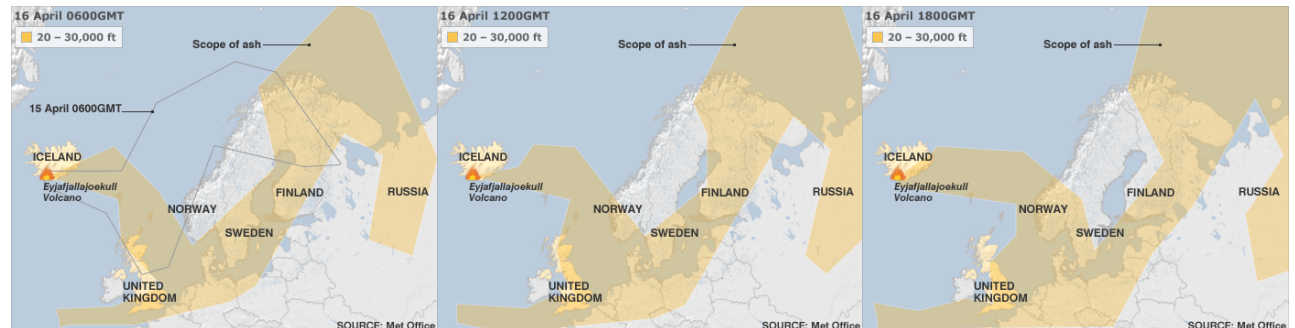 16 April 0600GMT
20 – 30,000 ft
Scope of ash
15 April 0600GMT
ICELAND
Eyjafjallajoekull
Volcano
NORWAY
FINLAND
RUSSIA
SWEDEN
UNITED
KINGDOM
SOURCE: Met Office
16 April 1200GMT
20 – 30,000 ft
Scope of ash
ICELAND
Eyjafjallajoekull
Volcano
NORWAY
FINLAND
RUSSIA
SWEDEN
UNITED
KINGDOM
SOURCE: Met Office
16 April 1800GMT
20 – 30,000 ft
Scope of ash
ICELAND
Eyjafjallajoekull
Volcano
NORWAY
FINLAND
RUSSIA
SWEDEN
UNITED
KINGDOM
SOURCE: Met Office